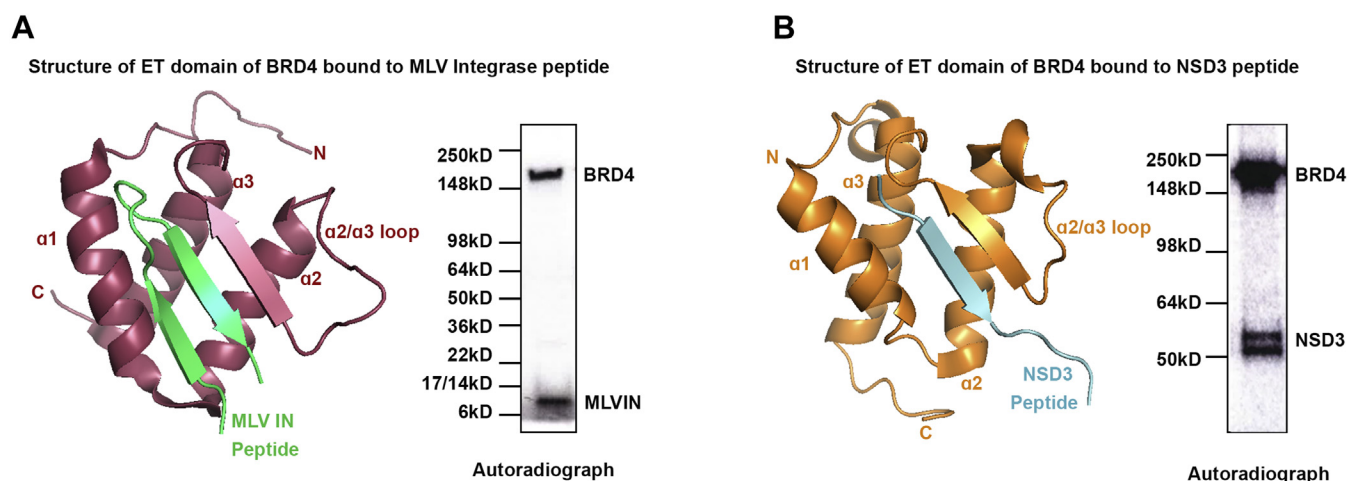 A
Structure of ET domain of BRD4 bound to MLV Integrase peptide
N
α3
α1
α2/α3 loop
α2
C
MLV IN
Peptide
250kD
148kD
98kD
64kD
50kD
36kD
22kD
17/14kD
6kD
BRD4
MLVIN
Autoradiograph
B
Structure of ET domain of BRD4 bound to NSD3 peptide
N
α3
α2/α3 loop
α1
α2
NSD3
Peptide
C
250kD
148kD
98kD
64kD
50kD
BRD4
NSD3
Autoradiograph